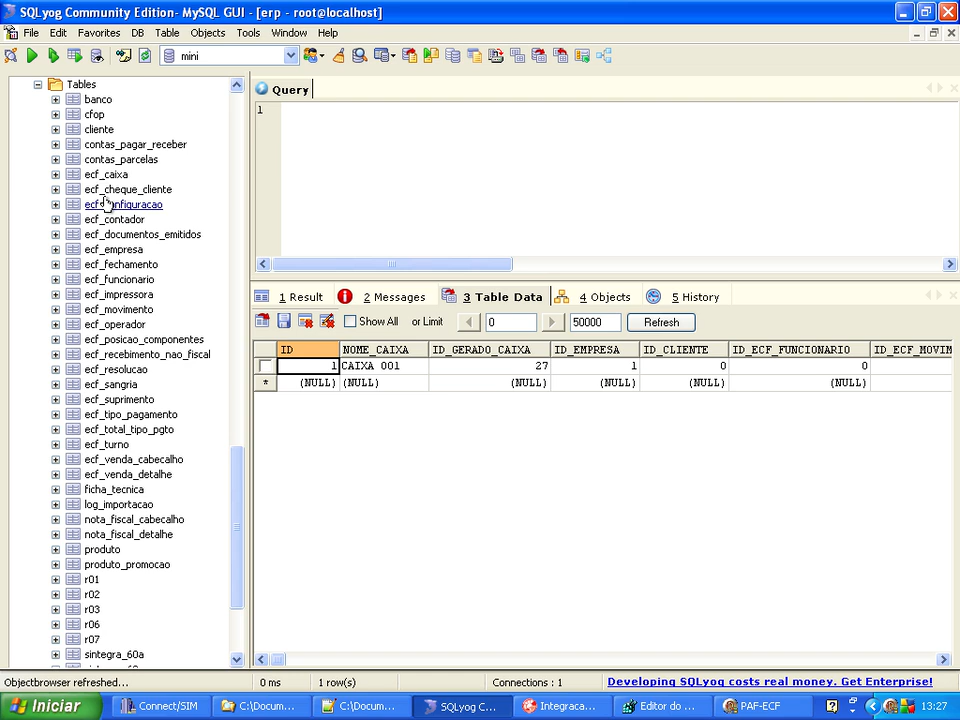 SQLyog Community Edition- MySQL GUI - [erp - root@localhost]
File Edit Favorites DB Table Objects Tools Window Help
mini
Tables
banco
cfop
cliente
contas_pagar_receber
contas_parcelas
ecf_caixa
ecf_cheque_cliente
ecf_configuracao
ecf_contador
ecf_documentos_emitidos
ecf_empresa
ecf_fechamento
ecf_funcionario
ecf_impressora
ecf_movimento
ecf_operador
ecf_posicao_componentes
ecf_recebimento_nao_fiscal
ecf_resolucao
ecf_sangria
ecf_suprimento
ecf_tipo_pagamento
ecf_total_tipo_pgto
ecf_turno
ecf_venda_cabecalho
ecf_venda_detalhe
ficha_tecnica
log_importacao
nota_fiscal_cabecalho
nota_fiscal_detalhe
produto
produto_promocao
r01
r02
r03
r06
r07
sintegra_60a
Query
1
1 Result 2 Messages 3 Table Data 4 Objects 5 History
Show All or Limit 0 50000 Refresh
ID NOME_CAIXA ID_GERADO_CAIXA ID_EMPRESA ID_CLIENTE ID_ECF_FUNCIONARIO ID_ECF_MOVIM
1 CAIXA 001 27 1 0 0
* (NULL) (NULL) (NULL) (NULL) (NULL) (NULL)
Objectbrowser refreshed... 0 ms 1 row(s) Connections : 1 Developing SQLyog costs real money. Get Enterprise!
Iniciar Connect/SIM C:\Docum... C:\Docum... SQLyog C... Integraca... Editor do ... PAF-ECF ? 13:27